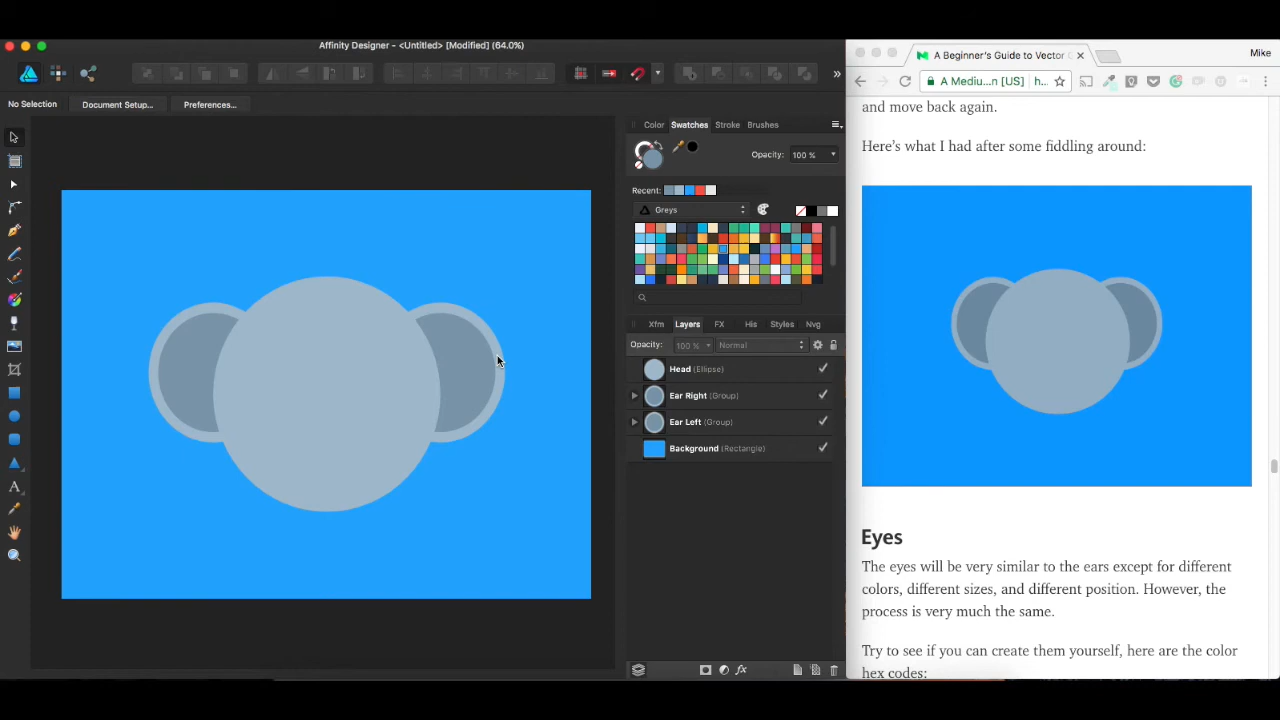 Affinity Designer - <Untitled> [Modified] (64.0%)
»
No Selection
Document Setup...
Preferences...
A
Color
Swatches
Stroke
Brushes
Opacity:
100 %
Recent:
Greys
Xfm
Layers
FX
His
Styles
Nvg
Opacity:
100 %
Normal
Head (Ellipse)
Ear Right (Group)
Ear Left (Group)
Background (Rectangle)
fx
A Beginner's Guide to Vector
Mike
A Mediu...n [US]
h...
and move back again.
Here's what I had after some fiddling around:
Eyes
The eyes will be very similar to the ears except for different
colors, different sizes, and different position. However, the
process is very much the same.
Try to see if you can create them yourself, here are the color
hex codes: